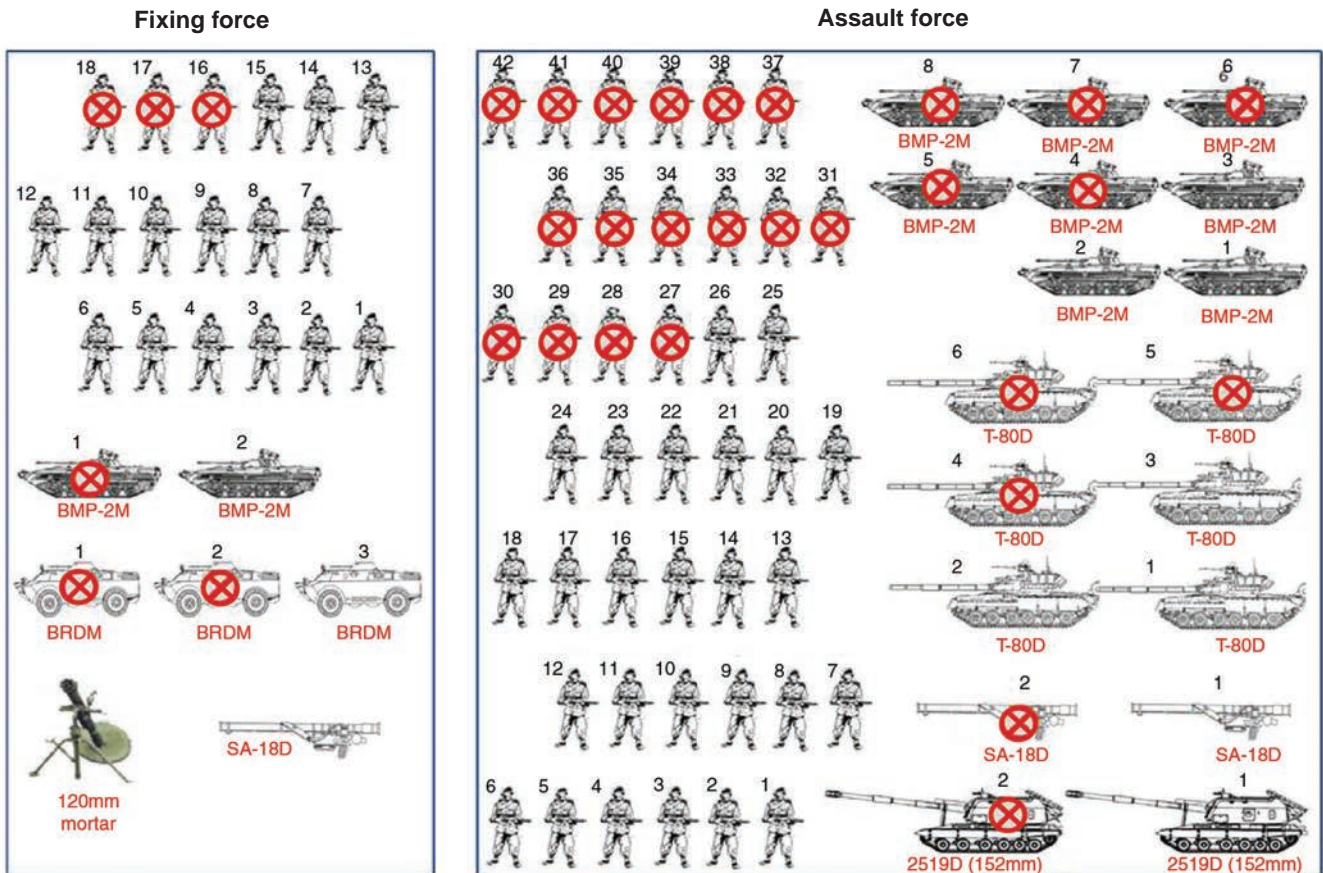 Fixing force
18 17 16 15 14 13
12 11 10 9 8 7
6 5 4 3 2 1
1 2
BMP-2M BMP-2M
1 2 3
BRDM BRDM BRDM
SA-18D
120mm
mortar
Assault force
42 41 40 39 38 37
36 35 34 33 32 31
30 29 28 27 26 25
24 23 22 21 20 19
18 17 16 15 14 13
12 11 10 9 8 7
6 5 4 3 2 1
8 7 6
6
BMP-2M BMP-2M BMP-2M
5 4 3
BMP-2M BMP-2M BMP-2M
2 1
BMP-2M BMP-2M
6 5
T-80D T-80D
4 3
T-80D T-80D
2 1
T-80D T-80D
2 1
SA-18D SA-18D
2 1
2519D (152mm) 2519D (152mm)